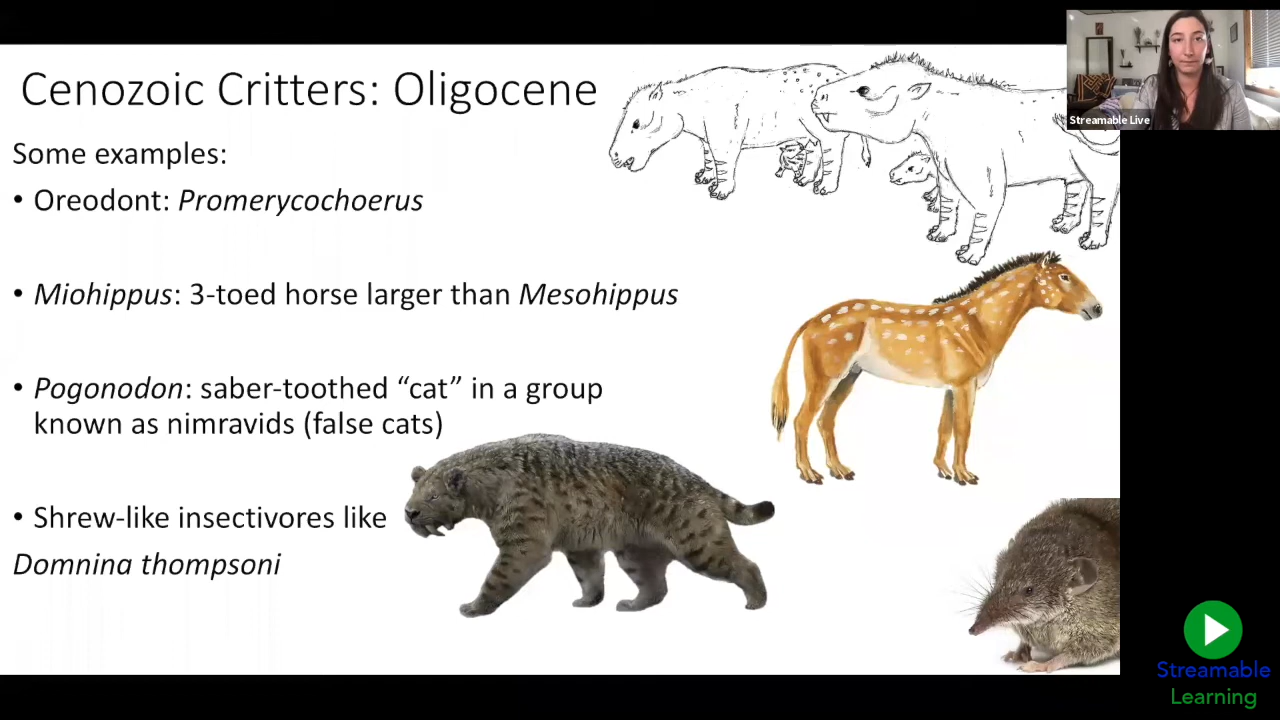 Cenozoic Critters: Oligocene
Streamable Live
Some examples:
• Oreodont: Promerycochoerus
• Miohippus: 3-toed horse larger than Mesohippus
• Pogonodon: saber-toothed “cat” in a group
known as nimravids (false cats)
• Shrew-like insectivores like
Domnina thompsoni
Streamable
Learning